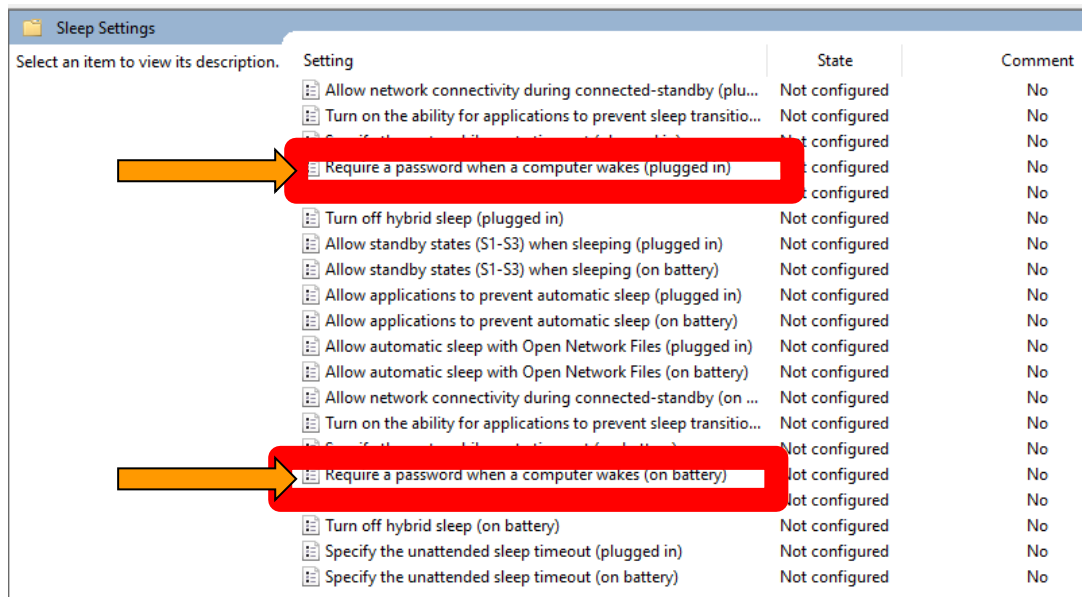 Sleep Settings
Select an item to view its description.
Setting State Comment
Allow network connectivity during connected-standby (plu... Not configured No
Turn on the ability for applications to prevent sleep transitio... Not configured No
configured No
Require a password when a computer wakes (plugged in) configured No
configured No
Turn off hybrid sleep (plugged in) Not configured No
Allow standby states (S1-S3) when sleeping (plugged in) Not configured No
Allow standby states (S1-S3) when sleeping (on battery) Not configured No
Allow applications to prevent automatic sleep (plugged in) Not configured No
Allow applications to prevent automatic sleep (on battery) Not configured No
Allow automatic sleep with Open Network Files (plugged in) Not configured No
Allow automatic sleep with Open Network Files (on battery) Not configured No
Allow network connectivity during connected-standby (on ... Not configured No
Turn on the ability for applications to prevent sleep transitio... Not configured No
Not configured No
Require a password when a computer wakes (on battery) Not configured No
Not configured No
Turn off hybrid sleep (on battery) Not configured No
Specify the unattended sleep timeout (plugged in) Not configured No
Specify the unattended sleep timeout (on battery) Not configured No